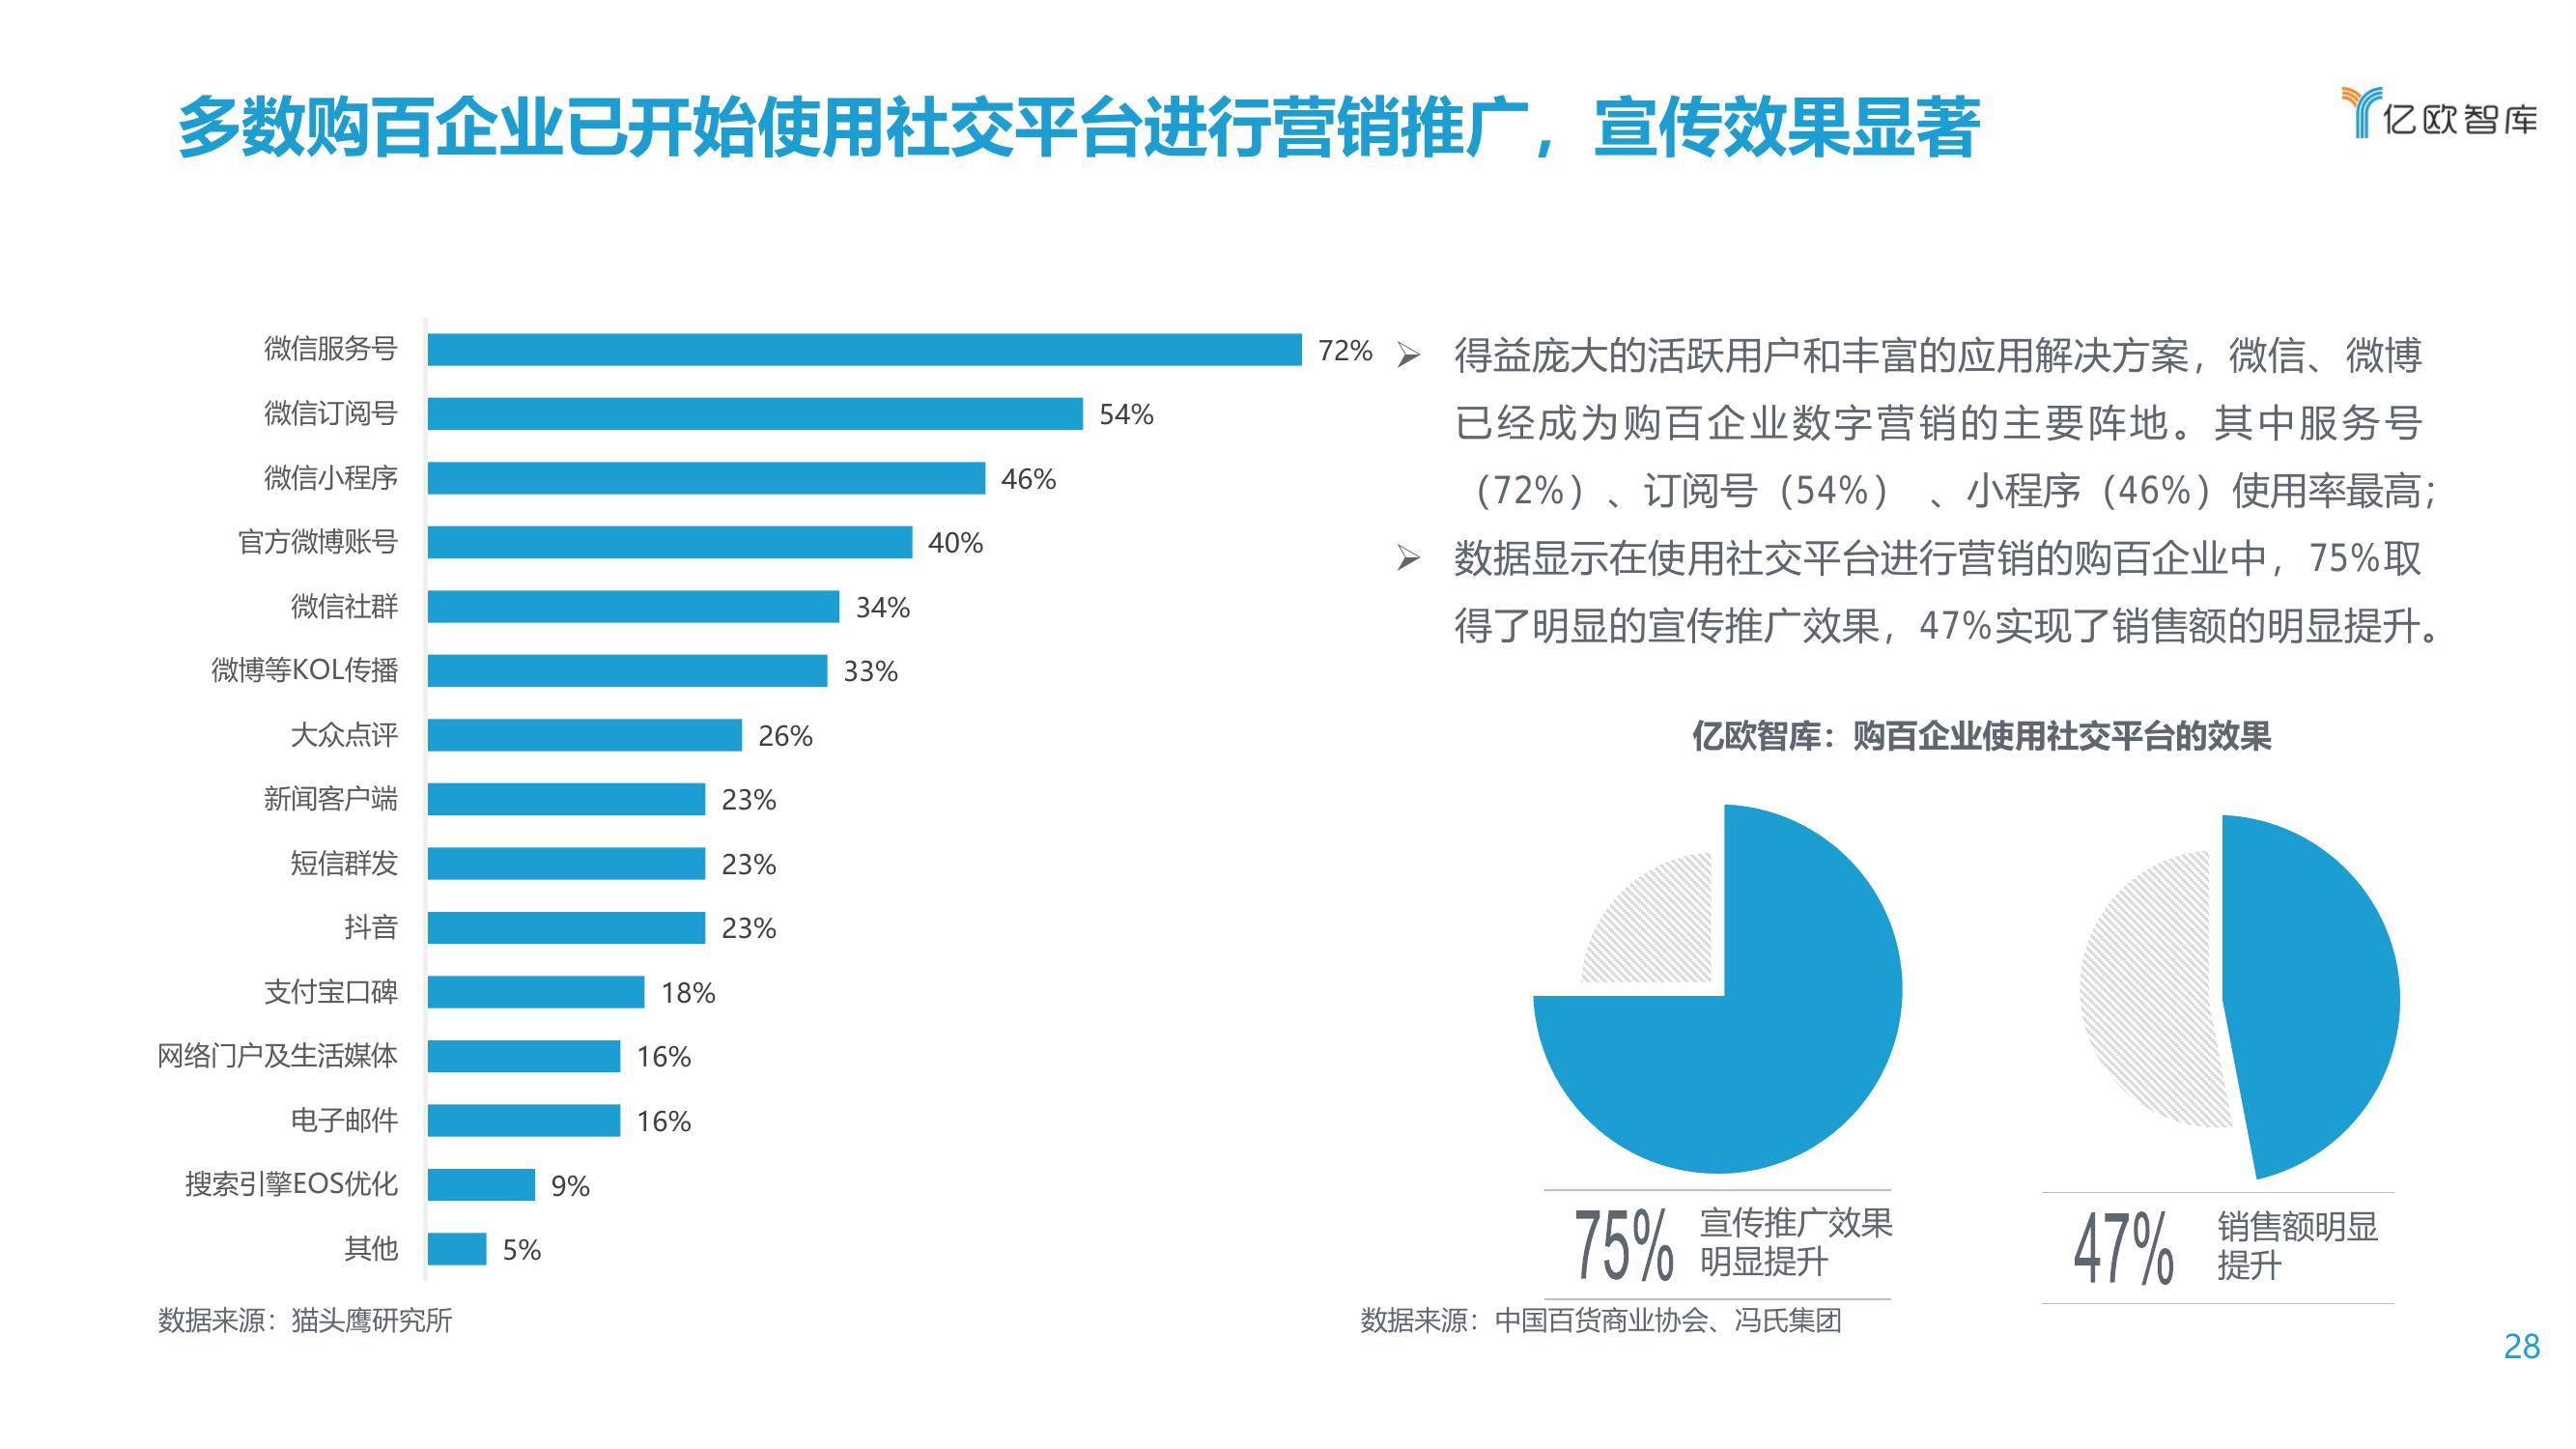 多数购百企业已开始使用社交平台进行营销推广，宣传效果显著
亿欧智库
微信服务号 72%
微信订阅号 54%
微信小程序 46%
官方微博账号 40%
微信社群 34%
微博等KOL传播 33%
大众点评 26%
新闻客户端 23%
短信群发 23%
抖音 23%
支付宝口碑 18%
网络门户及生活媒体 16%
电子邮件 16%
搜索引擎EOS优化 9%
其他 5%
数据来源：猫头鹰研究所
➢ 得益庞大的活跃用户和丰富的应用解决方案，微信、微博
已经成为购百企业数字营销的主要阵地。其中服务号
（72%）、订阅号（54%） 、小程序（46%）使用率最高；
➢ 数据显示在使用社交平台进行营销的购百企业中，75%取
得了明显的宣传推广效果，47%实现了销售额的明显提升。
亿欧智库：购百企业使用社交平台的效果
75% 宣传推广效果
明显提升
47% 销售额明显
提升
数据来源：中国百货商业协会、冯氏集团
28